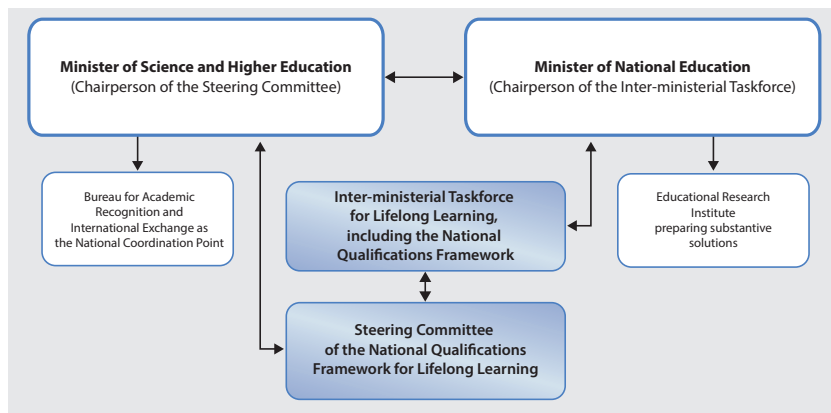 Minister of Science and Higher Education
(Chairperson of the Steering Committee)
Minister of National Education
(Chairperson of the Inter-ministerial Taskforce)
Bureau for Academic
Recognition and
International Exchange as
the National Coordination Point
Inter-ministerial Taskforce
for Lifelong Learning,
including the National
Qualifications Framework
Educational Research
Institute
preparing substantive
solutions
Steering Committee
of the National Qualifications
Framework for Lifelong Learning